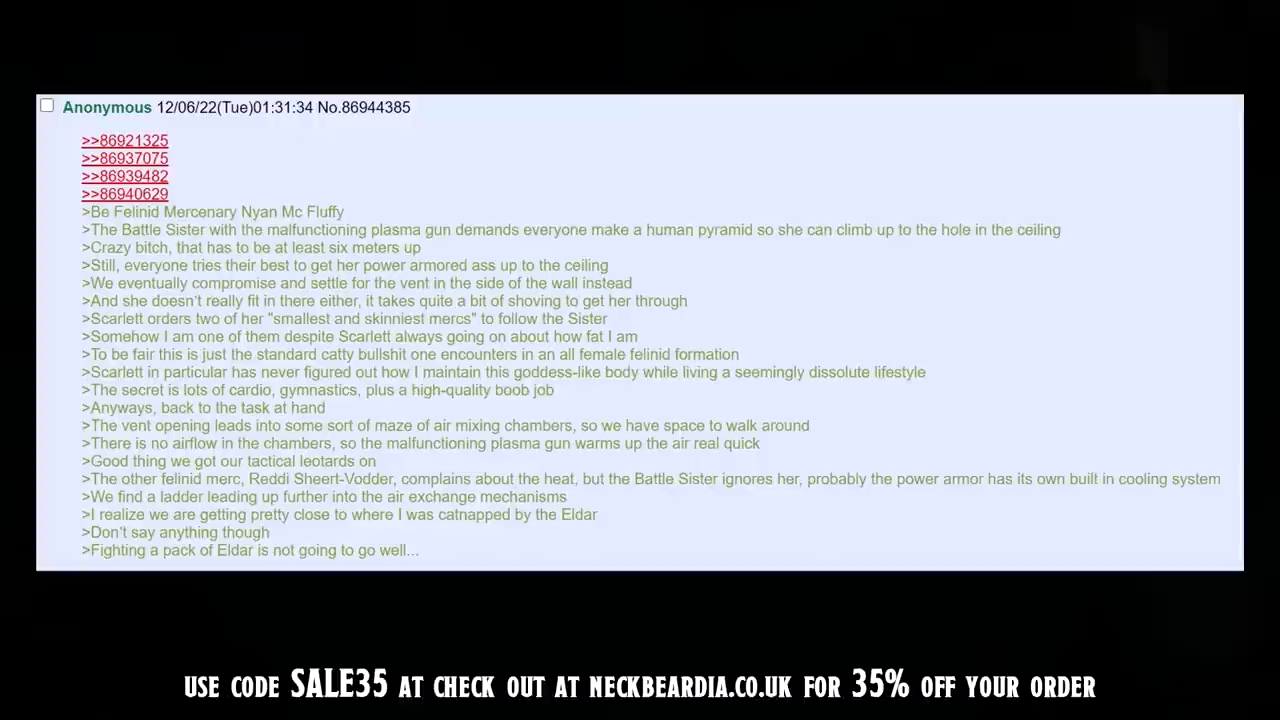 Anonymous 12/06/22(Tue)01:31:34 No.86944385
>>86921325
>>86937075
>>86939482
>>86940629
>Be Felinid Mercenary Nyan Mc Fluffy
>The Battle Sister with the malfunctioning plasma gun demands everyone make a human pyramid so she can climb up to the hole in the ceiling
>Crazy bitch, that has to be at least six meters up
>Still, everyone tries their best to get her power armored ass up to the ceiling
>We eventually compromise and settle for the vent in the side of the wall instead
>And she doesn't really fit in there either, it takes quite a bit of shoving to get her through
>Scarlett orders two of her "smallest and skinniest mercs" to follow the Sister
>Somehow I am one of them despite Scarlett always going on about how fat I am
>To be fair this is just the standard catty bullshit one encounters in an all female felinid formation
>Scarlett in particular has never figured out how I maintain this goddess-like body while living a seemingly dissolute lifestyle
>The secret is lots of cardio, gymnastics, plus a high-quality boob job
>Anyways, back to the task at hand
>The vent opening leads into some sort of maze of air mixing chambers, so we have space to walk around
>There is no airflow in the chambers, so the malfunctioning plasma gun warms up the air real quick
>Good thing we got our tactical leotards on
>The other felinid merc, Reddi Sheert-Vodder, complains about the heat, but the Battle Sister ignores her, probably the power armor has its own built in cooling system
>We find a ladder leading up further into the air exchange mechanisms
>I realize we are getting pretty close to where I was catnapped by the Eldar
>Don't say anything though
>Fighting a pack of Eldar is not going to go well...
USE CODE SALE35 AT CHECK OUT AT NECKBEARDIA.CO.UK FOR 35% OFF YOUR ORDER